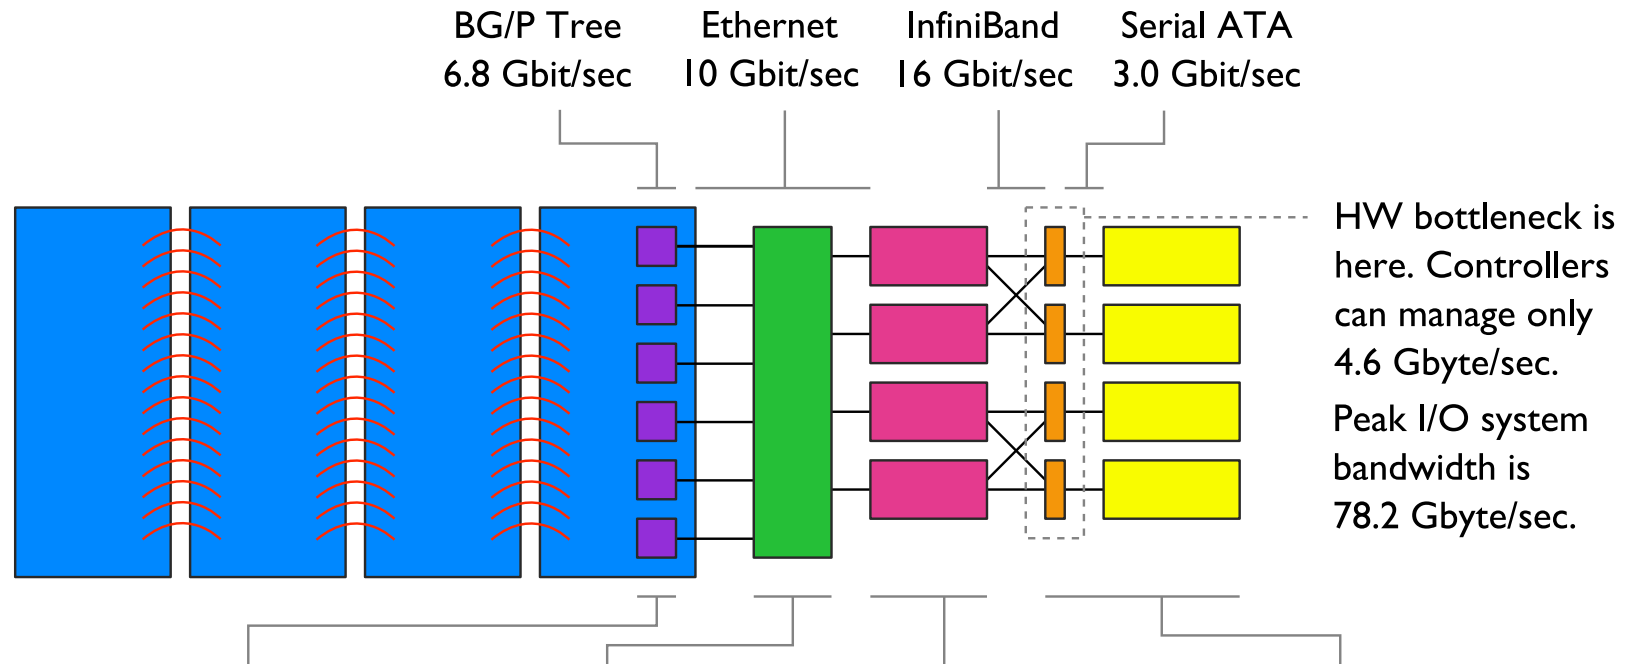 BG/P Tree
6.8 Gbit/sec
Ethernet
10 Gbit/sec
InfiniBand
16 Gbit/sec
Serial ATA
3.0 Gbit/sec
HW bottleneck is
here. Controllers
can manage only
4.6 Gbyte/sec.
Peak I/O system
bandwidth is
78.2 Gbyte/sec.